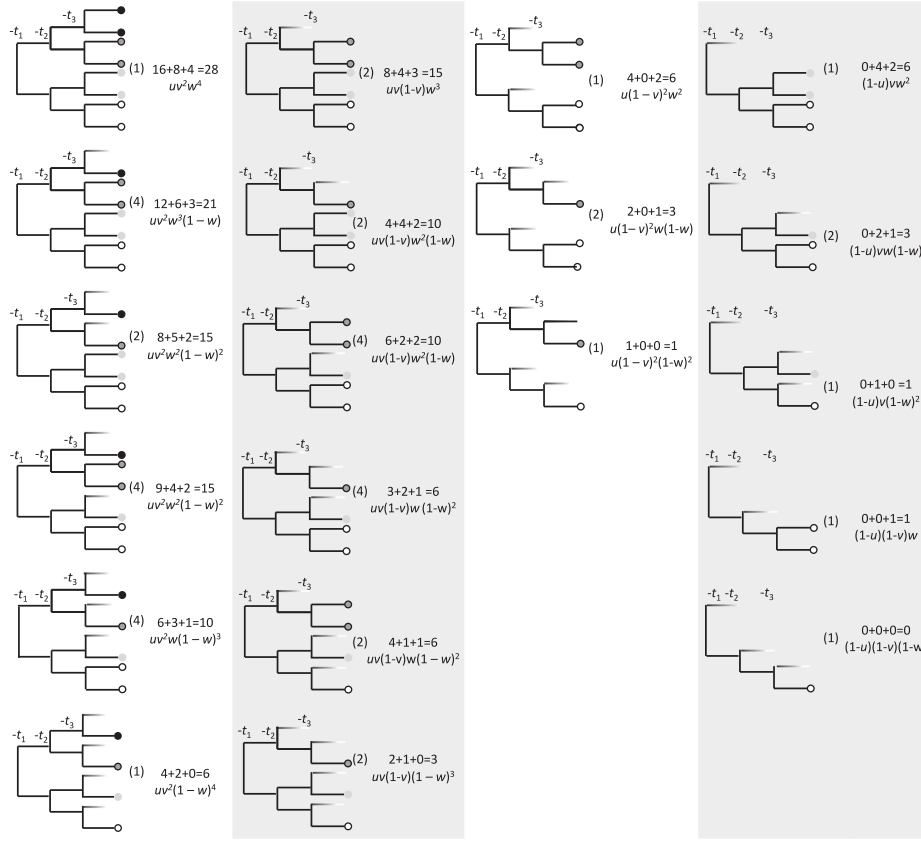 -t₃
-t₁ -t₂
(1) 16+8+4 =28
uv²w⁴
-t₃
-t₁ -t₂
(4) 12+6+3=21
uv²w³(1 − w)
-t₃
-t₁ -t₂
(2) 8+5+2=15
uv²w²(1 − w)²
-t₃
-t₁ -t₂
(4) 9+4+2 =15
uv²w²(1 − w)²
-t₃
-t₁ -t₂
(4) 6+3+1=10
uv²w(1 − w)³
-t₃
-t₁ -t₂
(1) 4+2+0=6
uv²(1 − w)⁴
-t₃
-t₁ -t₂
(2) 8+4+3 =15
uv(1-v)w³
-t₃
-t₁ -t₂
(2) 4+4+2=10
uv(1-v)w²(1-w)
-t₃
-t₁ -t₂
(4) 6+2+2=10
uv(1-v)w²(1-w)
-t₃
-t₁ -t₂
(4) 3+2+1 =6
uv(1-v)w (1-w)²
-t₃
-t₁ -t₂
(2) 4+1+1=6
uv(1-v)w(1 − w)²
-t₃
-t₁ -t₂
(2) 2+1+0=3
uv(1-v)(1 − w)³
-t₃
-t₁ -t₂
(1) 4+0+2=6
u(1 − v)²w²
-t₃
-t₁ -t₂
(2) 2+0+1=3
u(1 − v)²w(1-w)
-t₃
-t₁ -t₂
(1) 1+0+0 =1
u(1 − v)²(1-w)²
-t₁ -t₂ -t₃
(1) 0+4+2=6
(1-u)vw²
-t₁ -t₂ -t₃
(2) 0+2+1=3
(1-u)vw(1-w)
-t₁ -t₂ -t₃
(1) 0+1+0 =1
(1-u)v(1-w)²
-t₁ -t₂ -t₃
(1) 0+0+1=1
(1-u)(1-v)w
-t₁ -t₂ -t₃
(1) 0+0+0=0
(1-u)(1-v)(1-w